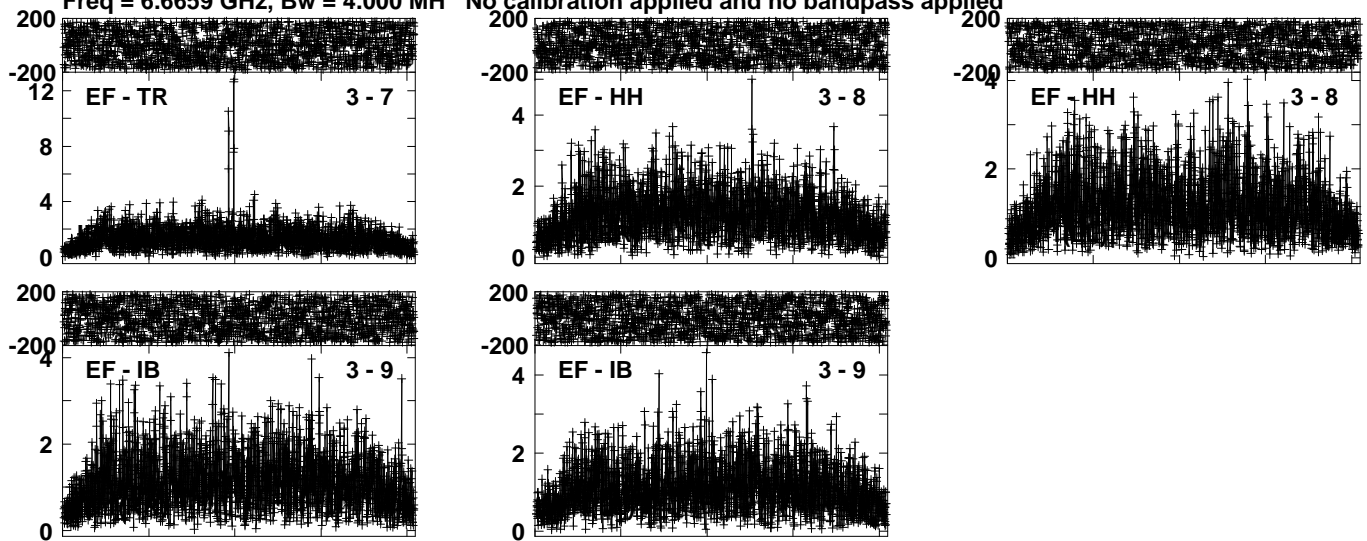 Freq = 6.6659 GHz, Bw = 4.000 MH No calibration applied and no bandpass applied
200 200 200
-200 -200 -200
12 EF - TR 3 - 7
8
4
0
EF - HH 3 - 8
4
2
0
4 EF - HH 3 - 8
2
0
200 200
-200 -200
4 EF - IB 3 - 9
2
0
EF - IB 3 - 9
4
2
0